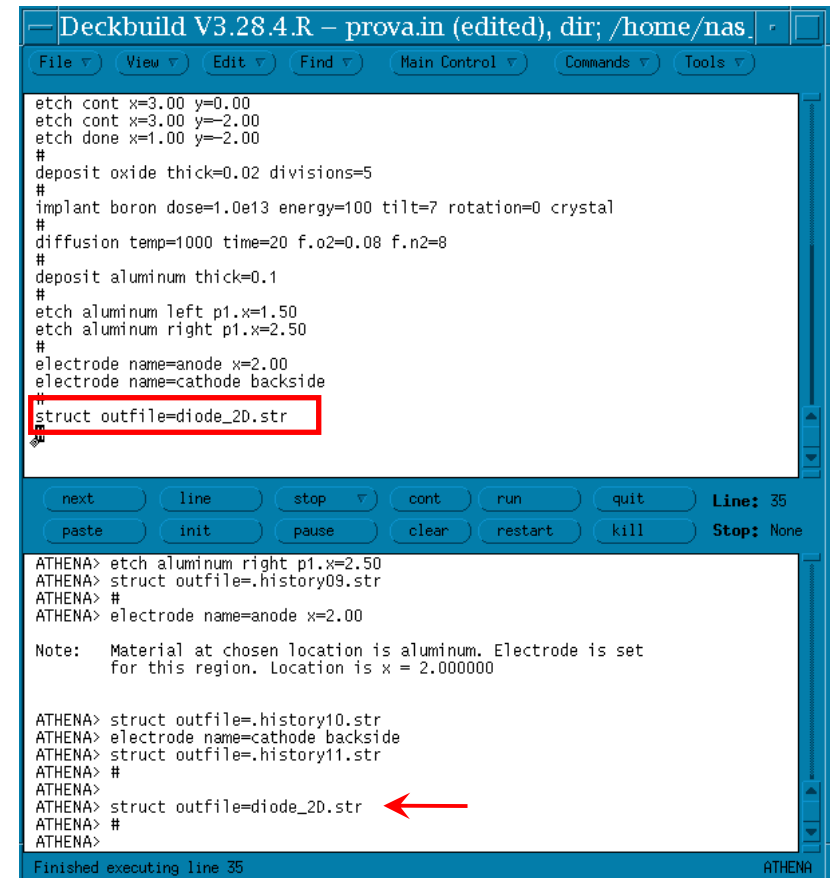 Deckbuild V3.28.4.R – prova.in (edited), dir; /home/nas_
File View Edit Find Main Control Commands Tools
etch cont x=3.00 y=0.00
etch cont x=3.00 y=-2.00
etch done x=1.00 y=-2.00
#
deposit oxide thick=0.02 divisions=5
#
implant boron dose=1.0e13 energy=100 tilt=7 rotation=0 crystal
#
diffusion temp=1000 time=20 f.o2=0.08 f.n2=8
#
deposit aluminum thick=0.1
#
etch aluminum left p1.x=1.50
etch aluminum right p1.x=2.50
#
electrode name=anode x=2.00
electrode name=cathode backside
#
struct outfile=diode_2D.str
next line stop cont run quit Line: 35
paste init pause clear restart kill Stop: None
ATHENA> etch aluminum right p1.x=2.50
ATHENA> struct outfile=.history09.str
ATHENA> #
ATHENA> electrode name=anode x=2.00
Note: Material at chosen location is aluminum. Electrode is set
for this region. Location is x = 2.000000
ATHENA> struct outfile=.history10.str
ATHENA> electrode name=cathode backside
ATHENA> struct outfile=.history11.str
ATHENA> #
ATHENA>
ATHENA> struct outfile=diode_2D.str
ATHENA> #
ATHENA>
Finished executing line 35 ATHENA